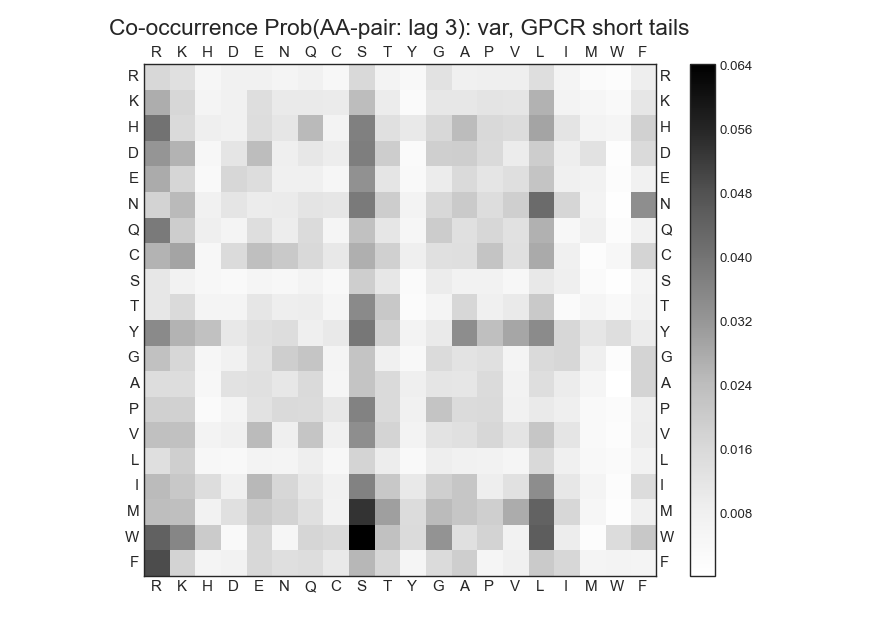 Co-occurrence Prob(AA-pair: lag 3): var, GPCR short tails
R K H D E N Q C S T Y G A P V L I M W F
R R 0.064
K K
H H 0.056
D D
E E 0.048
N N
Q Q 0.040
C C
S S
T T 0.032
Y Y
G G
A A 0.024
P P
V V 0.016
L L
I I
M M 0.008
W W
F F
R K H D E N Q C S T Y G A P V L I M W F